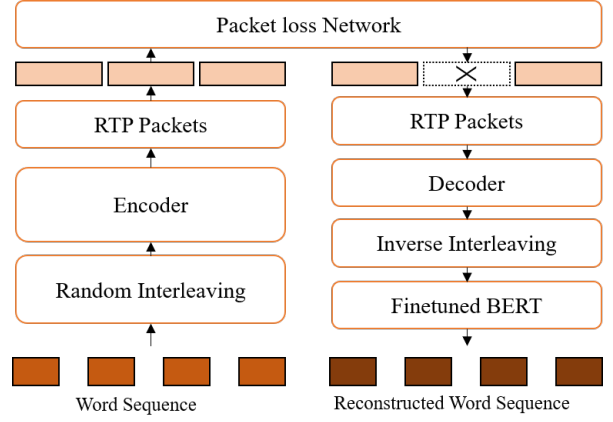 Packet loss Network
RTP Packets
Encoder
Random Interleaving
Word Sequence
RTP Packets
Decoder
Inverse Interleaving
Finetuned BERT
Reconstructed Word Sequence